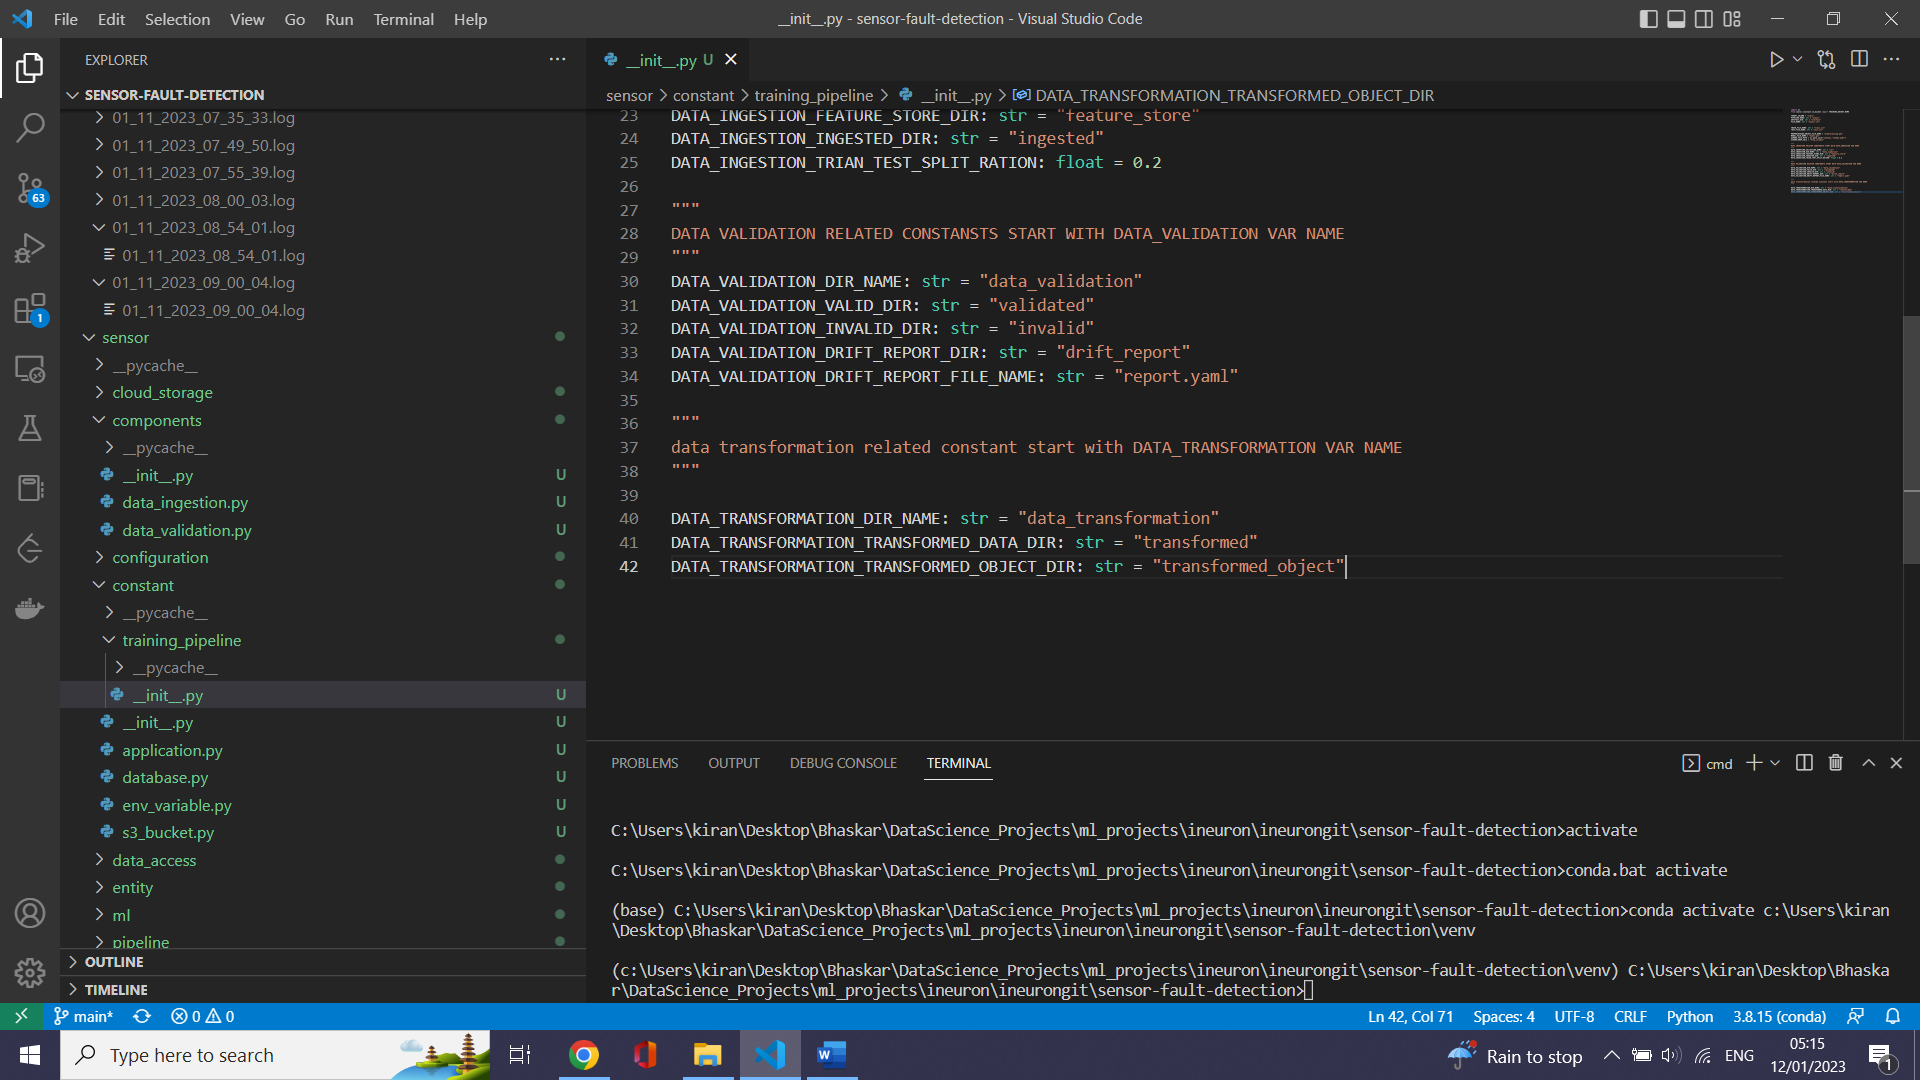 File Edit Selection View Go Run Terminal Help
__init__.py - sensor-fault-detection - Visual Studio Code
EXPLORER
SENSOR-FAULT-DETECTION
01_11_2023_07_35_33.log
01_11_2023_07_49_50.log
01_11_2023_07_55_39.log
01_11_2023_08_00_03.log
01_11_2023_08_54_01.log
01_11_2023_08_54_01.log
01_11_2023_09_00_04.log
01_11_2023_09_00_04.log
sensor
__pycache__
cloud_storage
components
__pycache__
__init__.py U
data_ingestion.py U
data_validation.py U
configuration
constant
__pycache__
training_pipeline
__pycache__
__init__.py U
__init__.py U
application.py U
database.py U
env_variable.py U
s3_bucket.py U
data_access
entity
ml
pipeline
OUTLINE
TIMELINE
63
1
__init__.py U
sensor > constant > training_pipeline > __init__.py > DATA_TRANSFORMATION_TRANSFORMED_OBJECT_DIR
23 DATA_INGESTION_FEATURE_STORE_DIR: str = "feature_store"
24 DATA_INGESTION_INGESTED_DIR: str = "ingested"
25 DATA_INGESTION_TRIAN_TEST_SPLIT_RATION: float = 0.2
26
27 """
28 DATA VALIDATION RELATED CONSTANSTS START WITH DATA_VALIDATION VAR NAME
29 """
30 DATA_VALIDATION_DIR_NAME: str = "data_validation"
31 DATA_VALIDATION_VALID_DIR: str = "validated"
32 DATA_VALIDATION_INVALID_DIR: str = "invalid"
33 DATA_VALIDATION_DRIFT_REPORT_DIR: str = "drift_report"
34 DATA_VALIDATION_DRIFT_REPORT_FILE_NAME: str = "report.yaml"
35
36 """
37 data transformation related constant start with DATA_TRANSFORMATION VAR NAME
38 """
39
40 DATA_TRANSFORMATION_DIR_NAME: str = "data_transformation"
41 DATA_TRANSFORMATION_TRANSFORMED_DATA_DIR: str = "transformed"
42 DATA_TRANSFORMATION_TRANSFORMED_OBJECT_DIR: str = "transformed_object"
PROBLEMS OUTPUT DEBUG CONSOLE TERMINAL
cmd
C:\Users\kiran\Desktop\Bhaskar\DataScience_Projects\ml_projects\ineuron\ineurongit\sensor-fault-detection>activate
C:\Users\kiran\Desktop\Bhaskar\DataScience_Projects\ml_projects\ineuron\ineurongit\sensor-fault-detection>conda.bat activate
(base) C:\Users\kiran\Desktop\Bhaskar\DataScience_Projects\ml_projects\ineuron\ineurongit\sensor-fault-detection>conda activate c:\Users\kiran
\Desktop\Bhaskar\DataScience_Projects\ml_projects\ineuron\ineurongit\sensor-fault-detection\venv
(c:\Users\kiran\Desktop\Bhaskar\DataScience_Projects\ml_projects\ineuron\ineurongit\sensor-fault-detection\venv) C:\Users\kiran\Desktop\Bhaska
r\DataScience_Projects\ml_projects\ineuron\ineurongit\sensor-fault-detection>
main* 0 0
Ln 42, Col 71 Spaces: 4 UTF-8 CRLF Python 3.8.15 (conda)
Type here to search
Rain to stop
ENG
05:15
12/01/2023
1